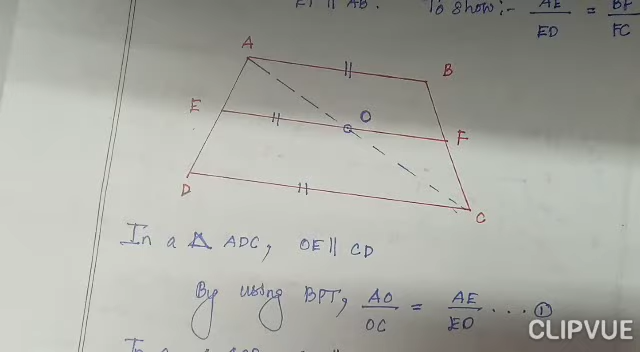 EF || AB. To show:- AE/ED = BF/FC
A
B
E
O
F
D
C
In a Δ ADC, OE || CD
By using BPT, AO/OC = AE/ED ... ①
CLIPVUE